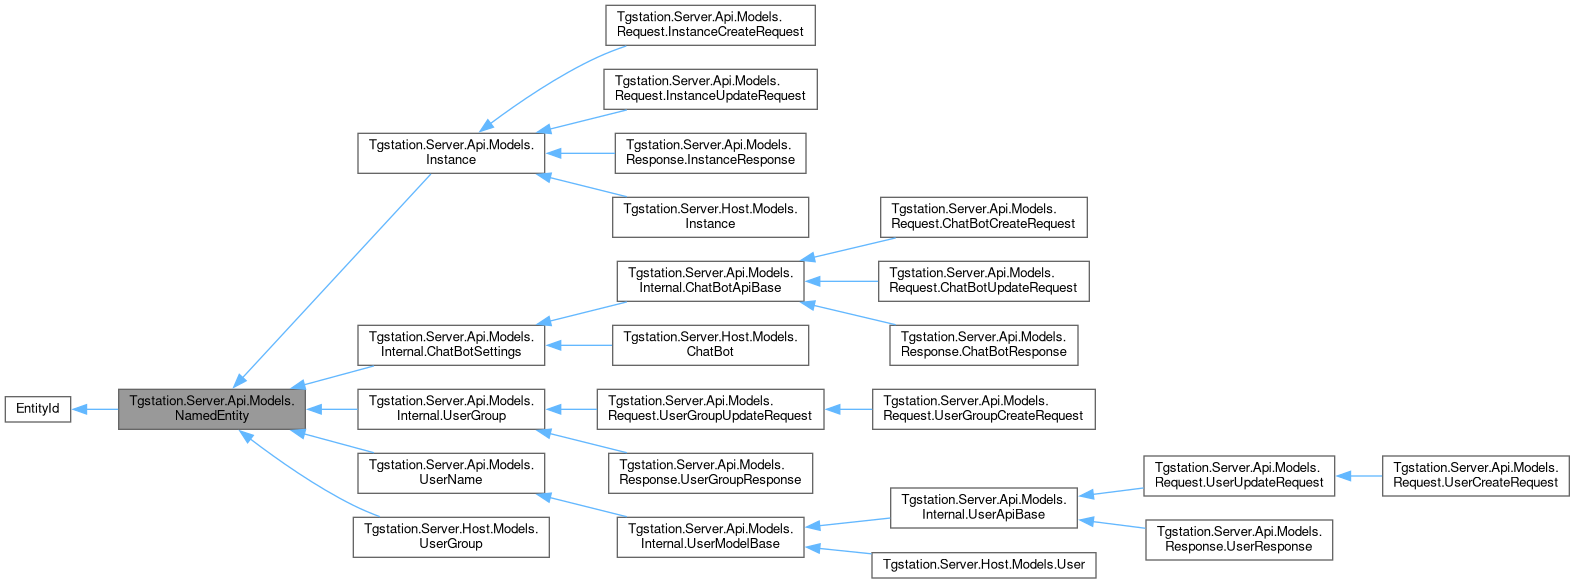 EntityId
Tgstation.Server.Api.Models.
NamedEntity
Tgstation.Server.Api.Models.
Instance
Tgstation.Server.Api.Models.
Internal.ChatBotSettings
Tgstation.Server.Api.Models.
Internal.UserGroup
Tgstation.Server.Api.Models.
UserName
Tgstation.Server.Host.Models.
UserGroup
Tgstation.Server.Api.Models.
Request.InstanceCreateRequest
Tgstation.Server.Api.Models.
Request.InstanceUpdateRequest
Tgstation.Server.Api.Models.
Response.InstanceResponse
Tgstation.Server.Host.Models.
Instance
Tgstation.Server.Api.Models.
Internal.ChatBotApiBase
Tgstation.Server.Host.Models.
ChatBot
Tgstation.Server.Api.Models.
Request.UserGroupUpdateRequest
Tgstation.Server.Api.Models.
Response.UserGroupResponse
Tgstation.Server.Api.Models.
Internal.UserModelBase
Tgstation.Server.Api.Models.
Request.ChatBotCreateRequest
Tgstation.Server.Api.Models.
Request.ChatBotUpdateRequest
Tgstation.Server.Api.Models.
Response.ChatBotResponse
Tgstation.Server.Api.Models.
Request.UserGroupCreateRequest
Tgstation.Server.Api.Models.
Internal.UserApiBase
Tgstation.Server.Host.Models.User
Tgstation.Server.Api.Models.
Request.UserUpdateRequest
Tgstation.Server.Api.Models.
Response.UserResponse
Tgstation.Server.Api.Models.
Request.UserCreateRequest